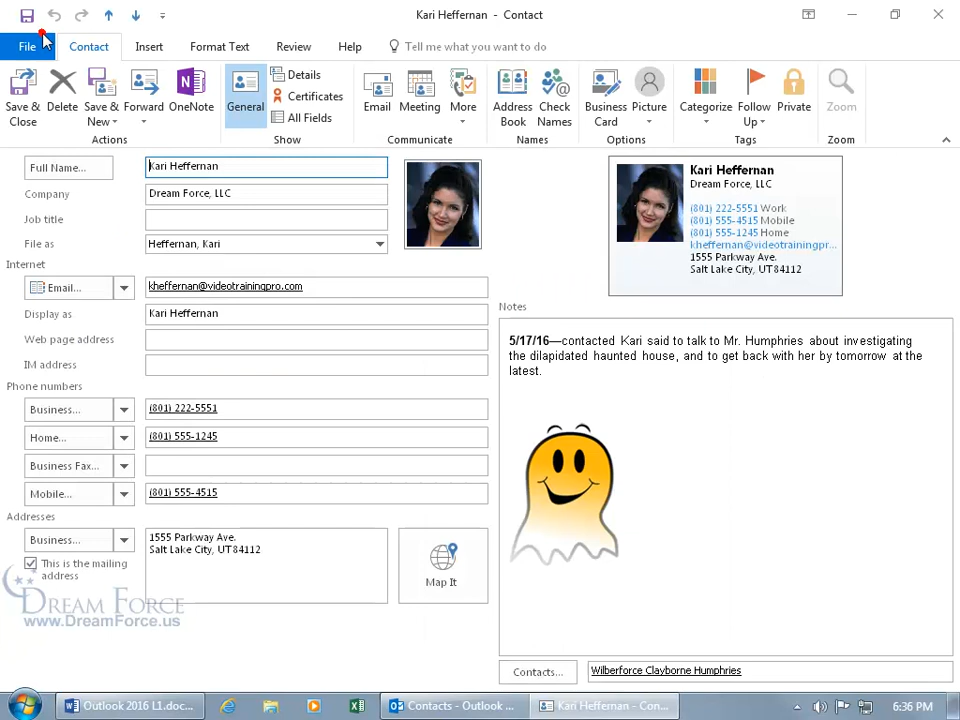 Kari Heffernan - Contact
File Contact Insert Format Text Review Help Tell me what you want to do
Save & Close Delete Save & New Forward OneNote General Details Certificates All Fields Email Meeting More Address Book Check Names Business Card Picture Categorize Follow Up Private Zoom
Actions Show Communicate Names Options Tags Zoom
Full Name... Kari Heffernan
Company Dream Force, LLC
Job title
File as Heffernan, Kari
Internet
Email... kheffernan@videotrainingpro.com
Display as Kari Heffernan
Web page address
IM address
Phone numbers
Business... (801) 222-5551
Home... (801) 555-1245
Business Fax...
Mobile... (801) 555-4515
Addresses
Business... 1555 Parkway Ave.
Salt Lake City, UT84112
This is the mailing
address
Map It
DREAM FORCE
www.DreamForce.us
Kari Heffernan
Dream Force, LLC
(801) 222-5551 Work
(801) 555-4515 Mobile
(801) 555-1245 Home
kheffernan@videotrainingpr...
1555 Parkway Ave.
Salt Lake City, UT84112
Notes
5/17/16—contacted Kari said to talk to Mr. Humphries about investigating
the dilapidated haunted house, and to get back with her by tomorrow at the
latest.
Contacts... Wilberforce Clayborne Humphries
Outlook 2016 L1.doc... Contacts - Outlook ... Kari Heffernan - Con... 6:36 PM